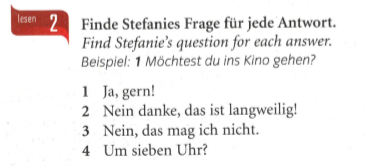 lesen 2 Finde Stefanies Frage für jede Antwort.
Find Stefanie's question for each answer.
Beispiel: 1 Möchtest du ins Kino gehen?
1 Ja, gern!
2 Nein danke, das ist langweilig!
3 Nein, das mag ich nicht.
4 Um sieben Uhr?